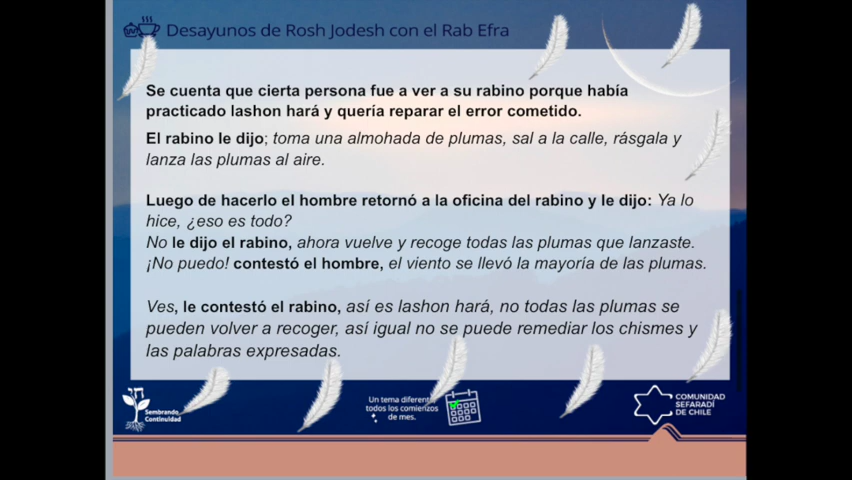 Desayunos de Rosh Jodesh con el Rab Efra
Se cuenta que cierta persona fue a ver a su rabino porque había
practicado lashon hará y quería reparar el error cometido.
El rabino le dijo; toma una almohada de plumas, sal a la calle, rásgala y
lanza las plumas al aire.
Luego de hacerlo el hombre retornó a la oficina del rabino y le dijo: Ya lo
hice, ¿eso es todo?
No le dijo el rabino, ahora vuelve y recoge todas las plumas que lanzaste.
¡No puedo! contestó el hombre, el viento se llevó la mayoría de las plumas.
Ves, le contestó el rabino, así es lashon hará, no todas las plumas se
pueden volver a recoger, así igual no se puede remediar los chismes y
las palabras expresadas.
Sembrando
Continuidad
Un tema diferente
todos los comienzos
de mes.
COMUNIDAD
SEFARADÍ
DE CHILE